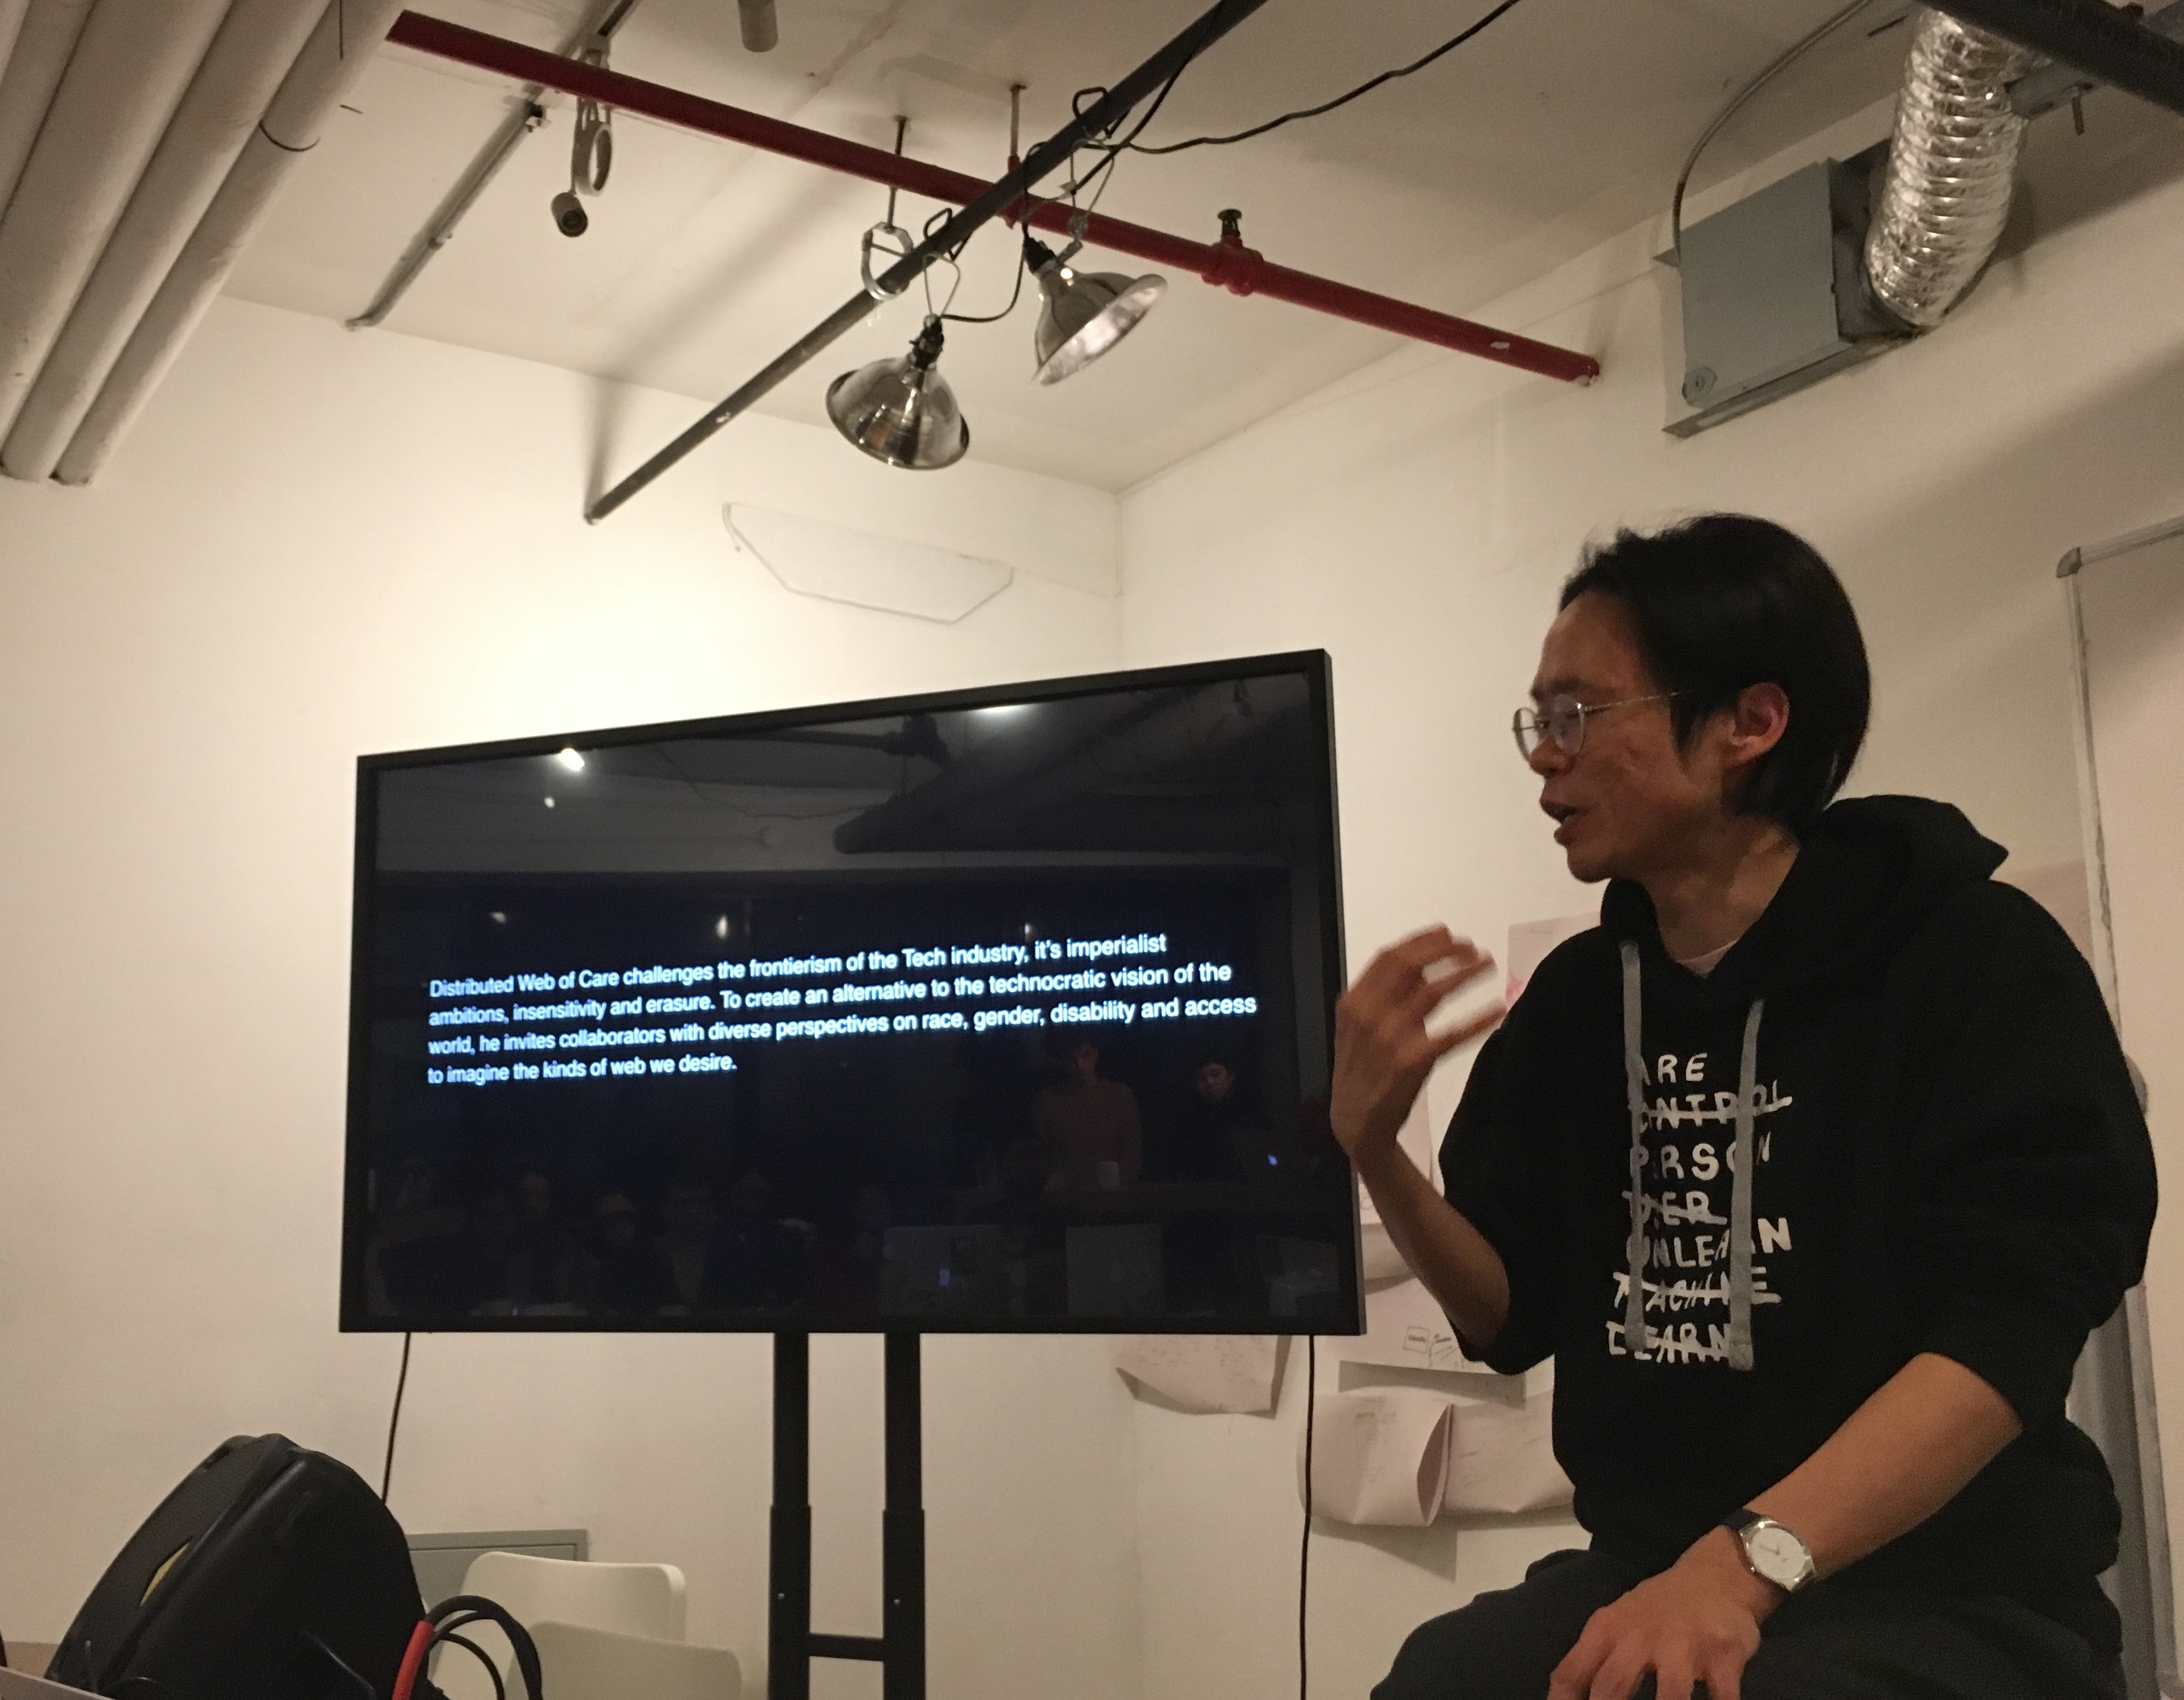 Distributed Web of Care challenges the frontierism of the Tech industry, it's imperialist
ambitions, insensitivity and erasure. To create an alternative to the technocratic vision of the
world, he invites collaborators with diverse perspectives on race, gender, disability and access
to imagine the kinds of web we desire.
ARE
CONTROL
PERSON
USER
UNLEARN
MACHINE
LEARN